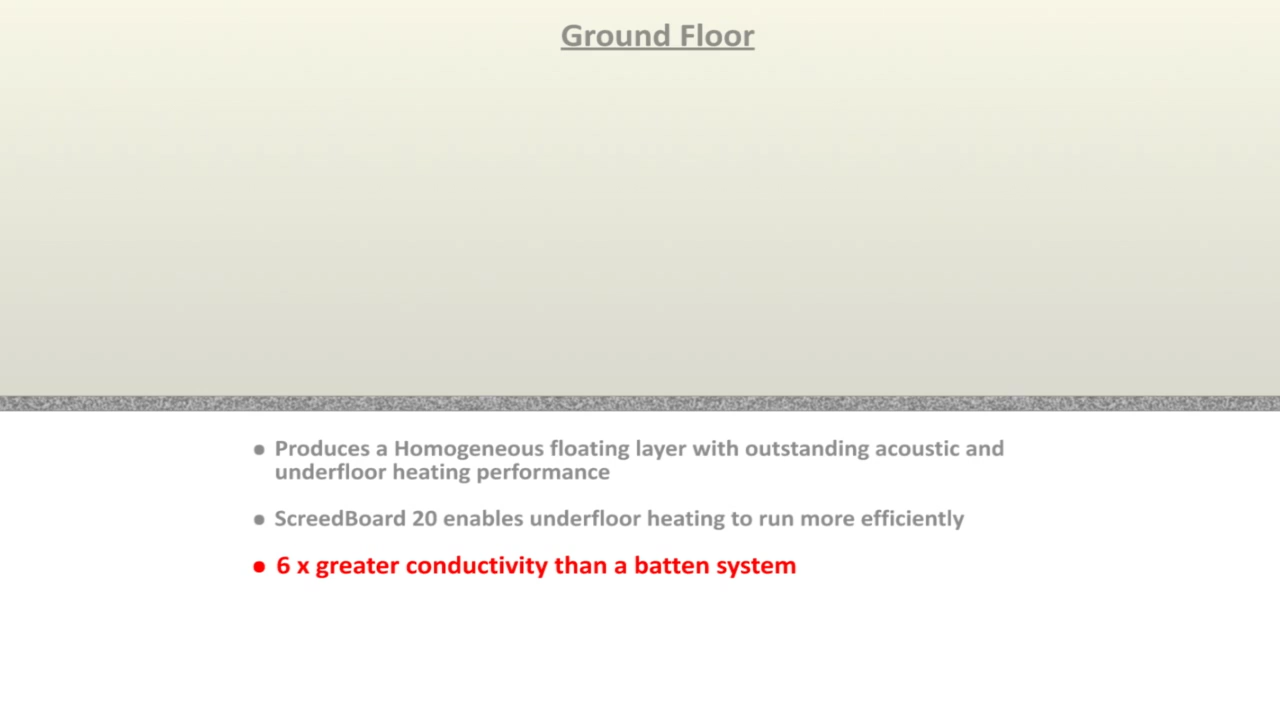 Ground Floor
● Produces a Homogeneous floating layer with outstanding acoustic and
underfloor heating performance
● ScreedBoard 20 enables underfloor heating to run more efficiently
● 6 x greater conductivity than a batten system